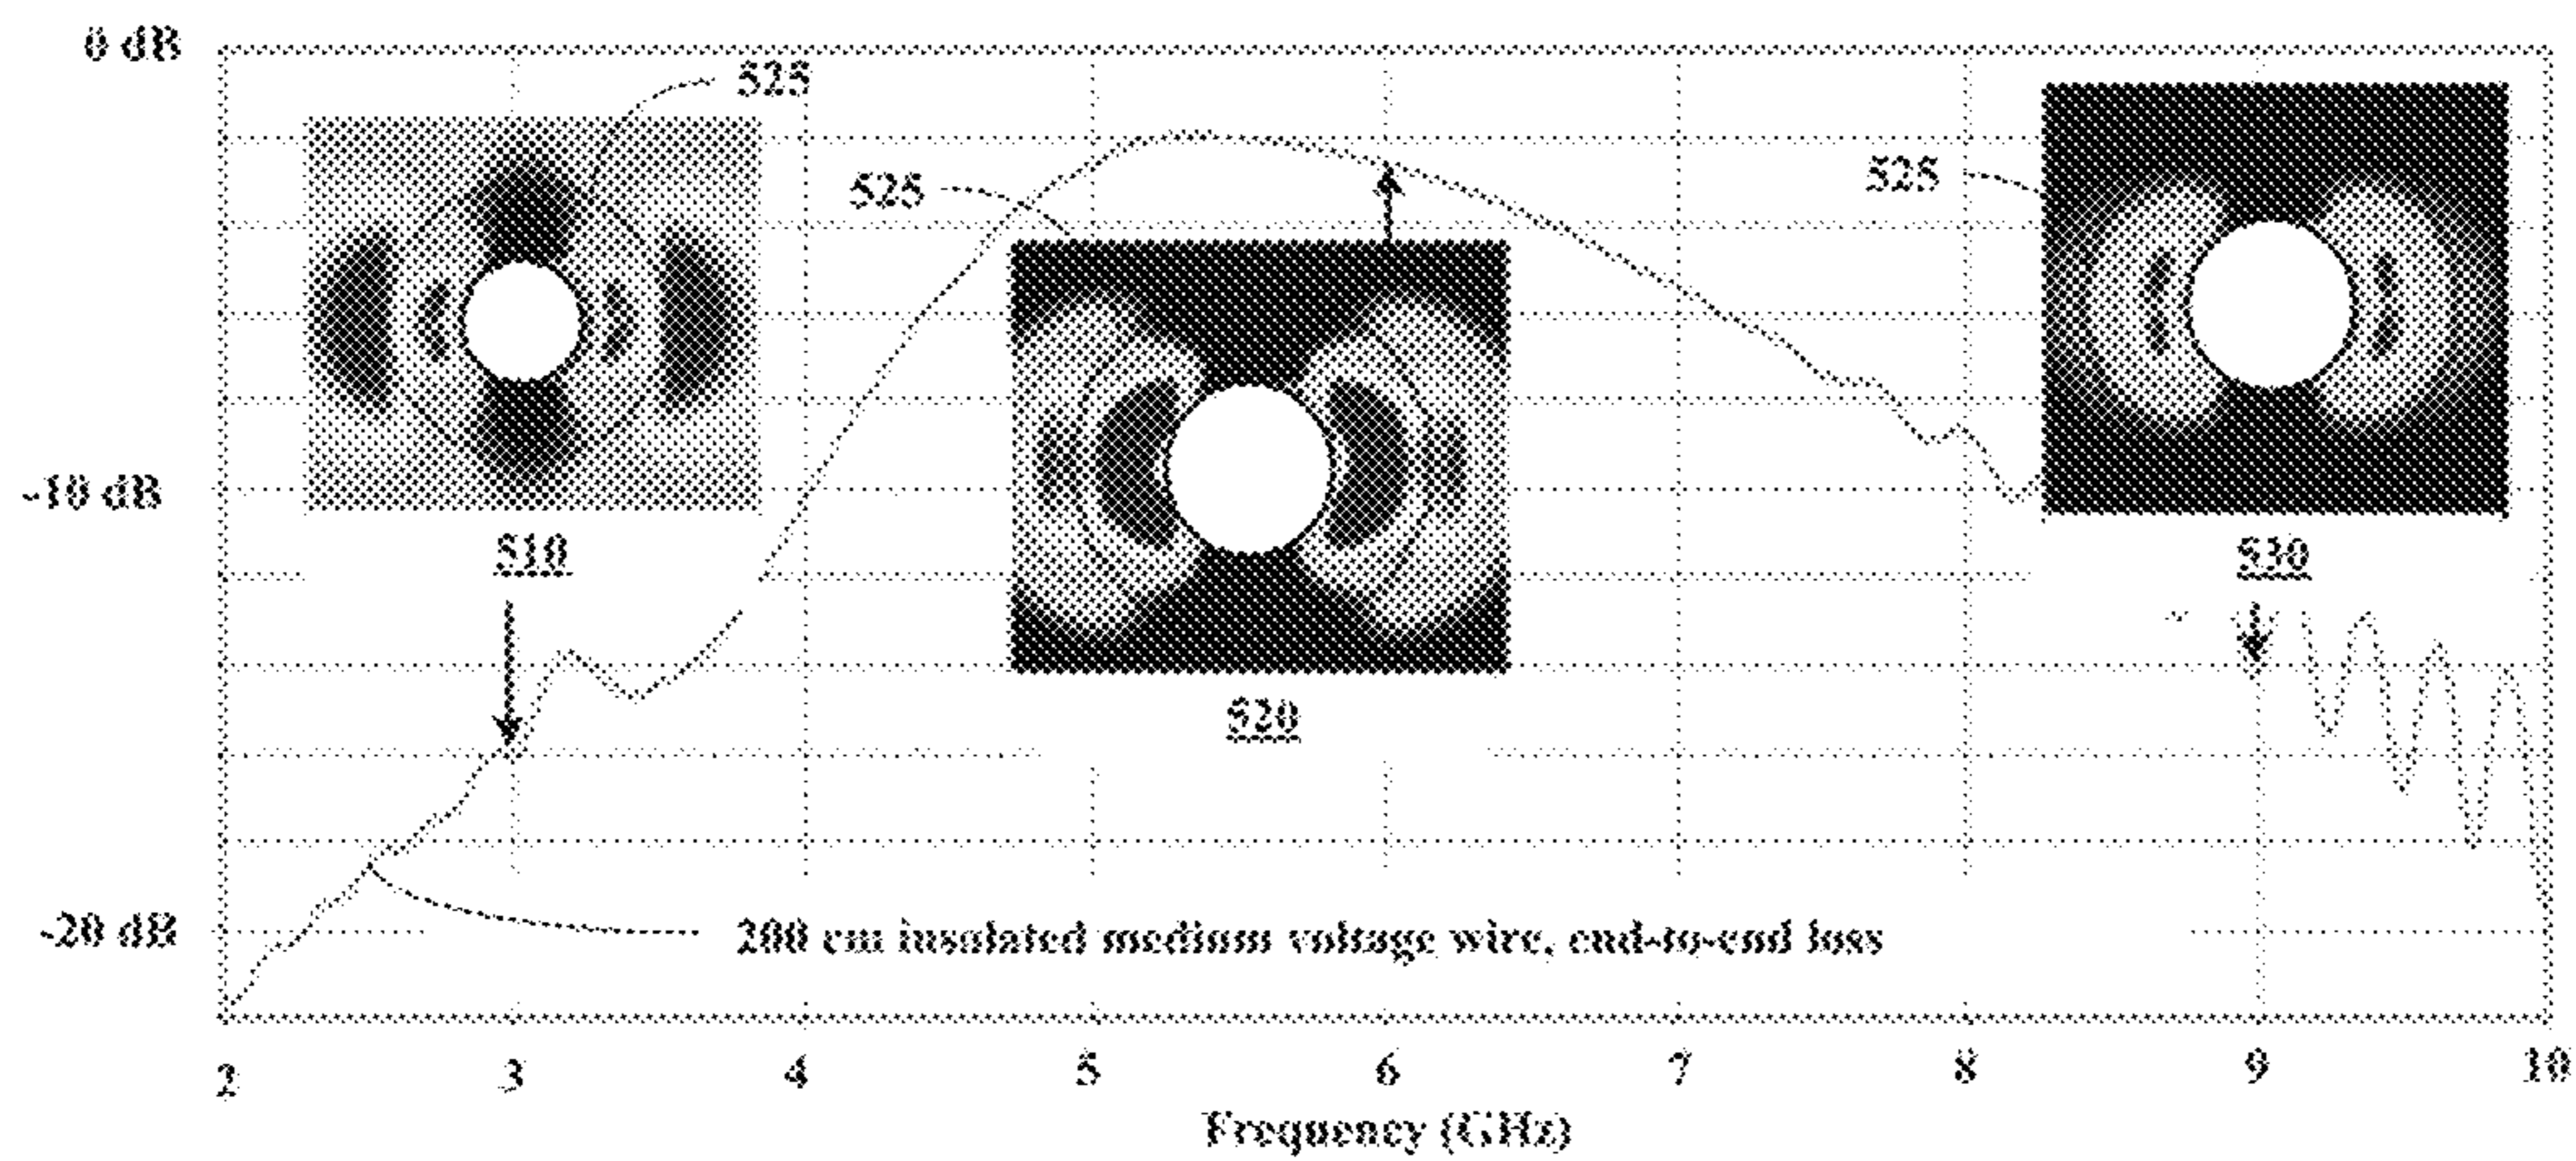 0 dB
525
525
525
-10 dB
510
530
520
-20 dB
200 cm insulated medium voltage wire, end-to-end loss
2 3 4 5 6 7 8 9 10
Frequency (GHz)